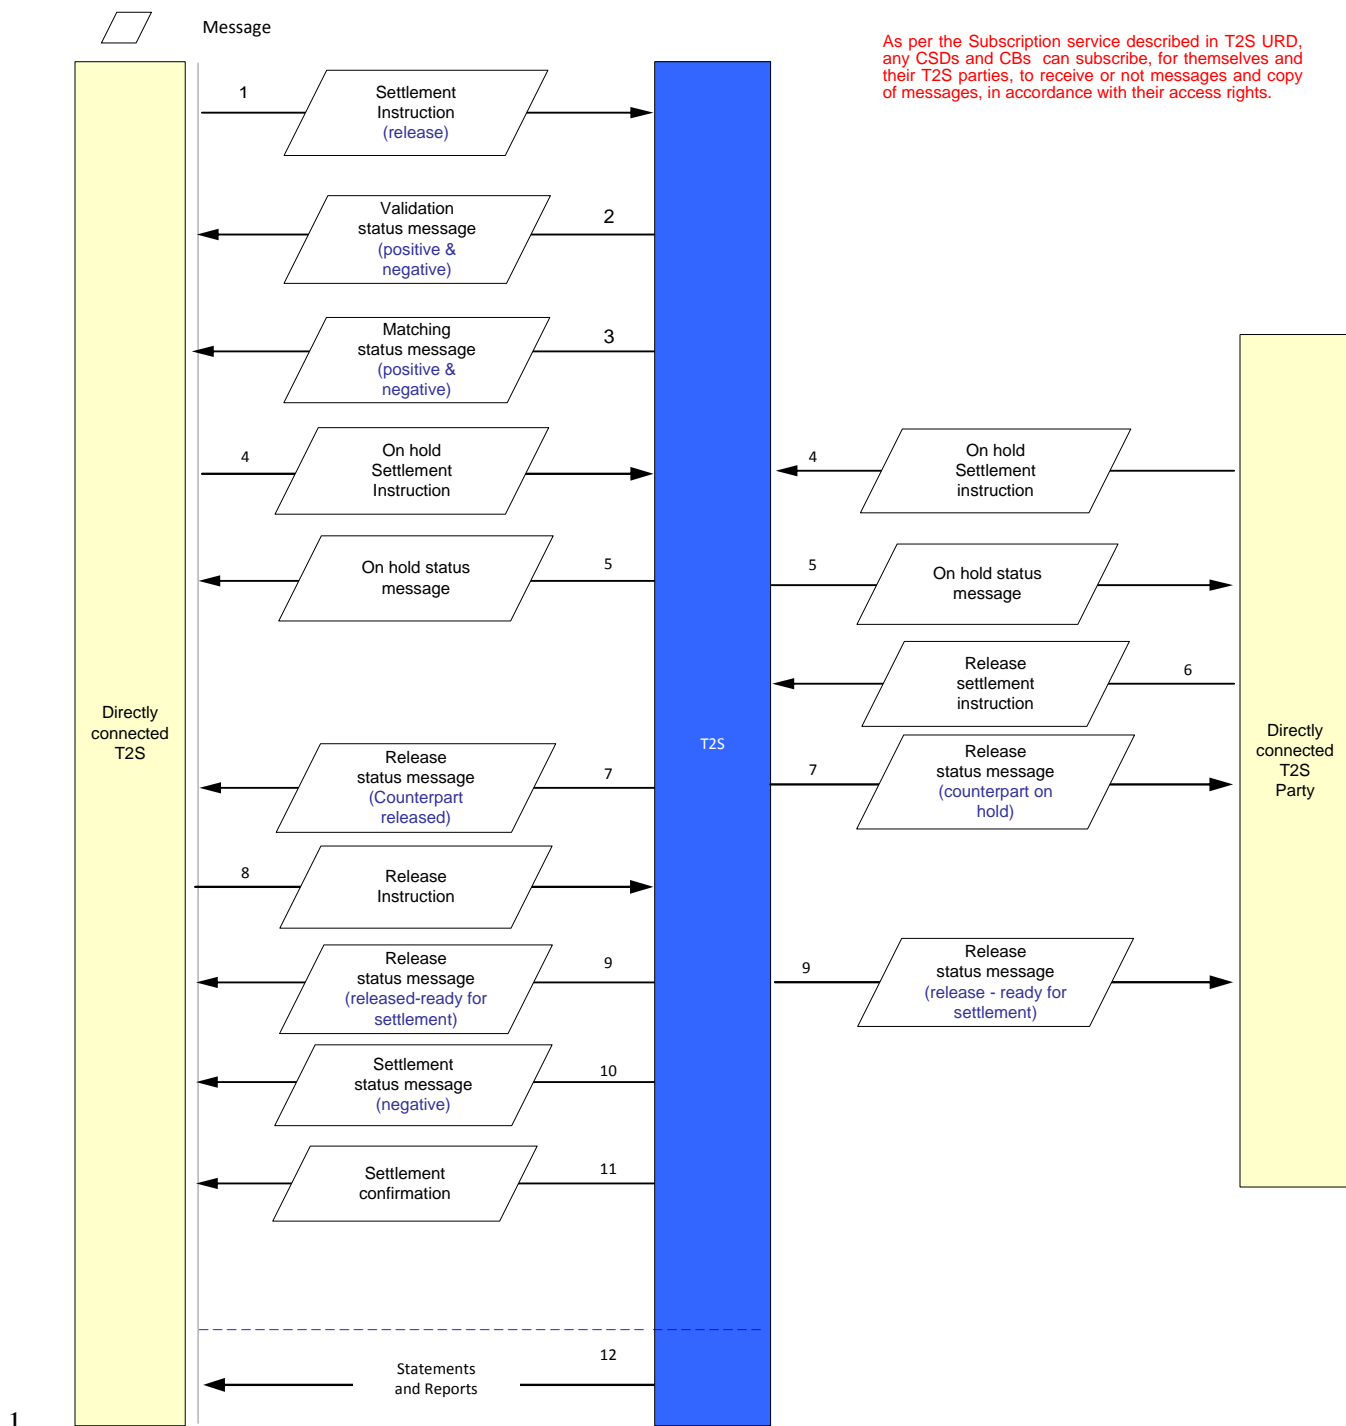 Message
As per the Subscription service described in T2S URD,
any CSDs and CBs can subscribe, for themselves and
their T2S parties, to receive or not messages and copy
of messages, in accordance with their access rights.
1
Settlement
Instruction
(release)
Validation
status message
(positive &
negative)
2
Matching
status message
(positive &
negative)
3
4
On hold
Settlement
Instruction
4
On hold
Settlement
instruction
On hold status
message
5
5
On hold status
message
Release
settlement
instruction
6
Directly
connected
T2S
T2S
Directly
connected
T2S
Party
Release
status message
(Counterpart
released)
7
7
Release
status message
(counterpart on
hold)
8
Release
Instruction
Release
status message
(released-ready for
settlement)
9
9
Release
status message
(release - ready for
settlement)
Settlement
status message
(negative)
10
Settlement
confirmation
11
12
Statements
and Reports
1